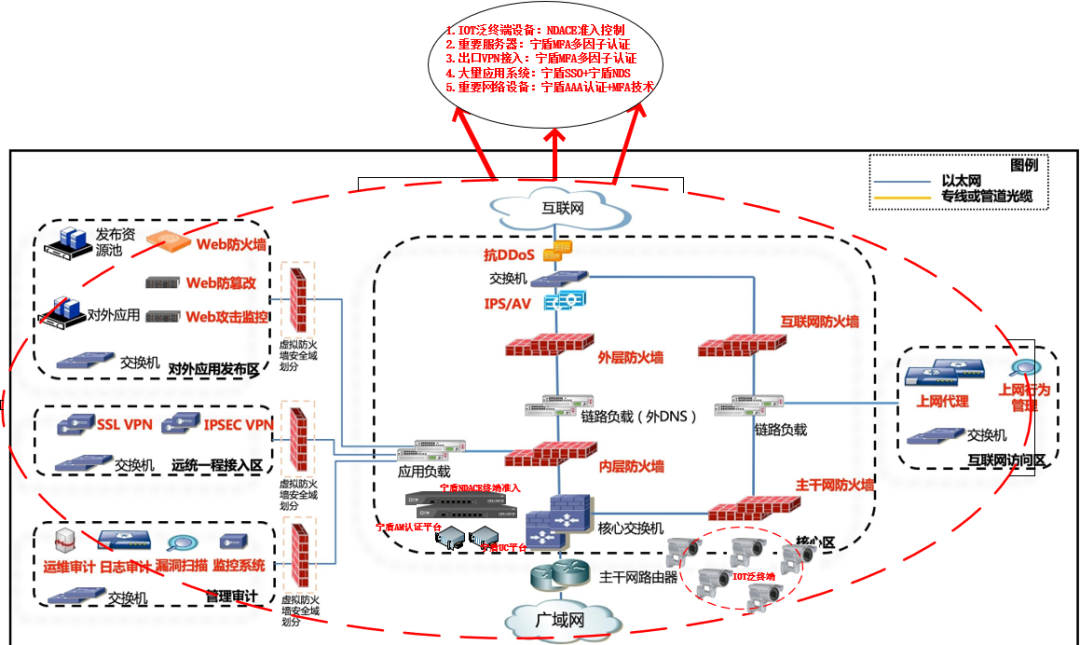 1.IOT泛终端设备：NDACE准入控制
2.重要服务器：宁盾MFA多因子认证
3.出口VPN接入：宁盾MFA多因子认证
4.大量应用系统：宁盾SSO+宁盾NDS
5.重要网络设备：宁盾AAA认证+MFA技术
图例
以太网
专线或管道光缆
互联网
抗DDoS
交换机
IPS/AV
外层防火墙
互联网防火墙
链路负载（外DNS）
链路负载
内层防火墙
主干网防火墙
应用负载
宁盾NDACE终端准入
宁盾AM认证平台
宁盾UC平台
核心交换机
核心区
主干网路由器
IOT泛终端
广域网
发布资
源池
Web防火墙
Web防篡改
对外应用
Web攻击监控
交换机
对外应用发布区
虚拟防火
墙安全域
划分
SSL VPN
IPSEC VPN
交换机
远统一程接入区
虚拟防火
墙安全域
划分
运维审计
日志审计
漏洞扫描
监控系统
交换机
管理审计
虚拟防火
墙安全域
划分
上网代理
上网行为
管理
交换机
互联网访问区